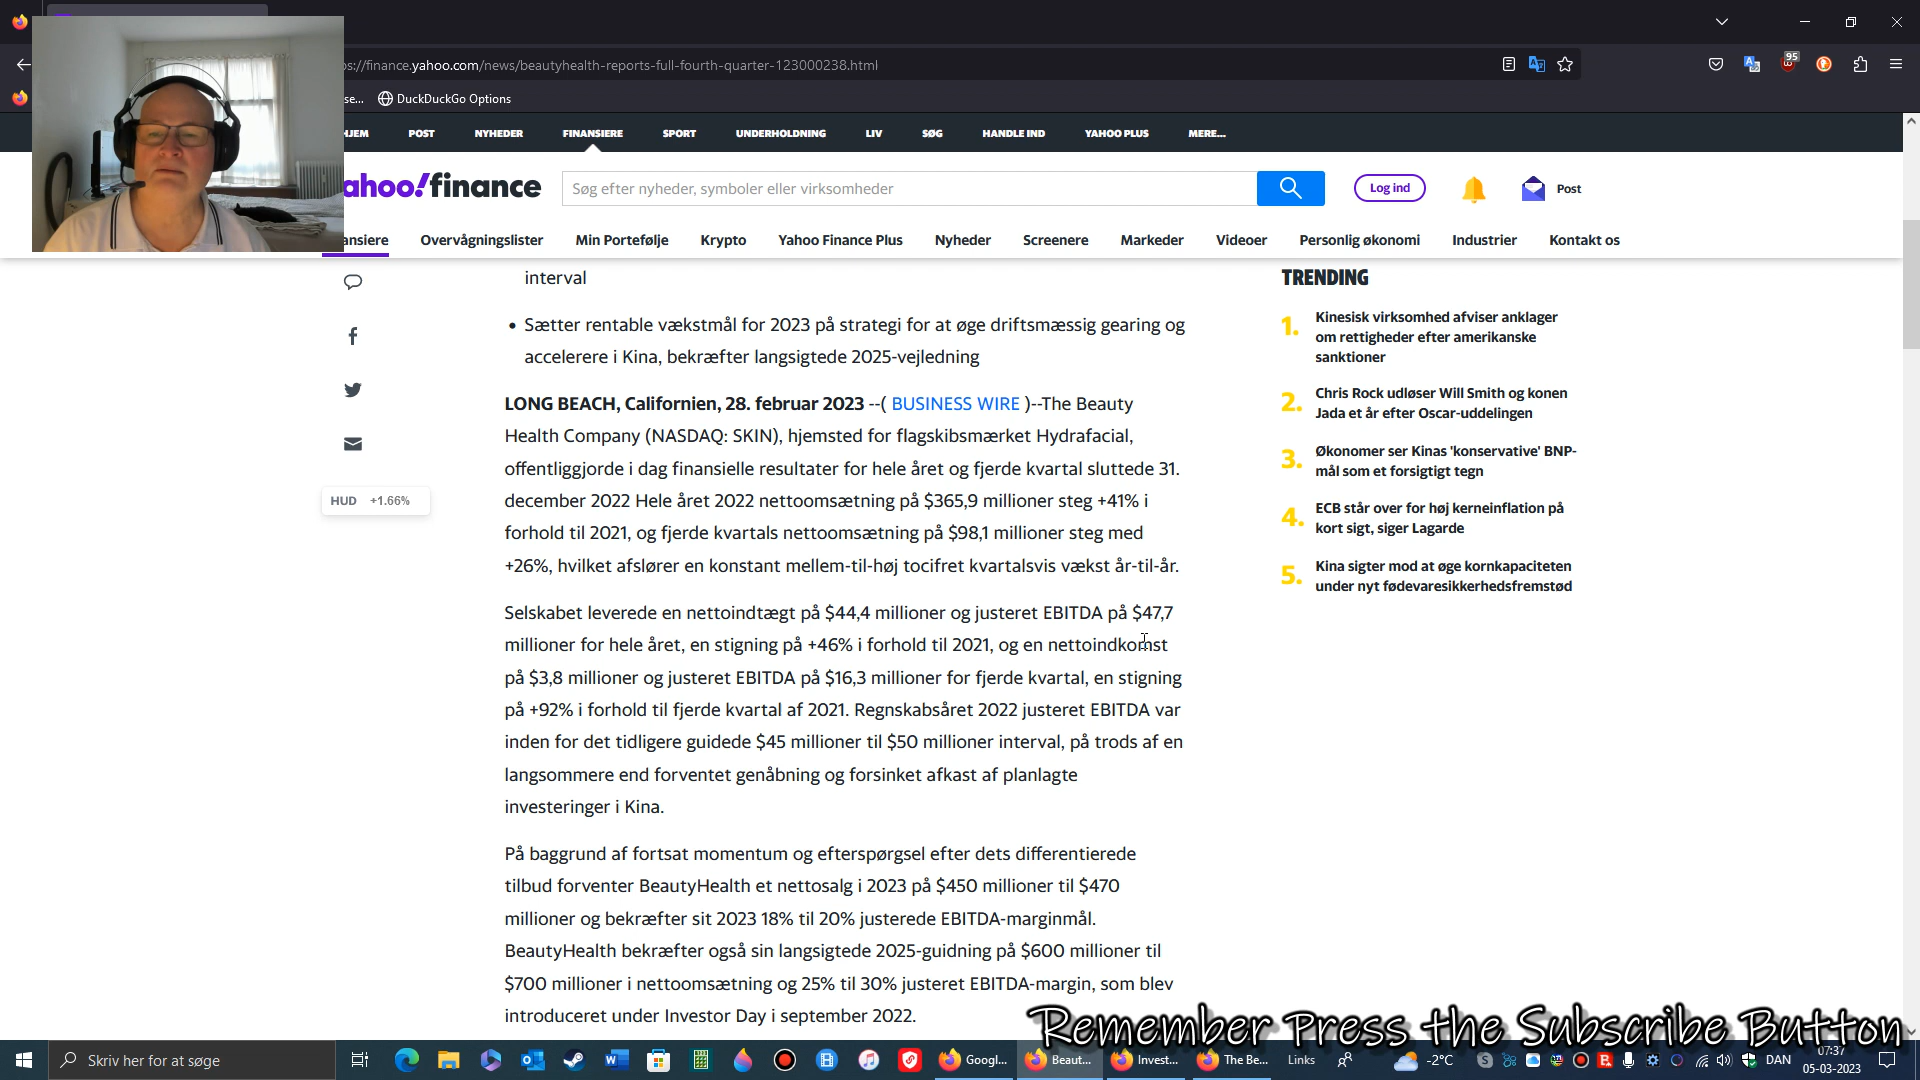 ps://finance.yahoo.com/news/beautyhealth-reports-full-fourth-quarter-123000238.html
95
se...
DuckDuckGo Options
HJEM
POST
NYHEDER
FINANSIERE
SPORT
UNDERHOLDNING
LIV
SØG
HANDLE IND
YAHOO PLUS
MERE...
ahoo!finance
Søg efter nyheder, symboler eller virksomheder
Log ind
Post
ansiere
Overvågningslister
Min Portefølje
Krypto
Yahoo Finance Plus
Nyheder
Screenere
Markeder
Videoer
Personlig økonomi
Industrier
Kontakt os
interval
• Sætter rentable vækstmål for 2023 på strategi for at øge driftsmæssig gearing og
accelerere i Kina, bekræfter langsigtede 2025-vejledning
LONG BEACH, Californien, 28. februar 2023 --( BUSINESS WIRE )--The Beauty
Health Company (NASDAQ: SKIN), hjemsted for flagskibsmærket Hydrafacial,
offentliggjorde i dag finansielle resultater for hele året og fjerde kvartal sluttede 31.
december 2022 Hele året 2022 nettoomsætning på $365,9 millioner steg +41% i
forhold til 2021, og fjerde kvartals nettoomsætning på $98,1 millioner steg med
+26%, hvilket afslører en konstant mellem-til-høj tocifret kvartalsvis vækst år-til-år.
HUD +1.66%
Selskabet leverede en nettoindtægt på $44,4 millioner og justeret EBITDA på $47,7
millioner for hele året, en stigning på +46% i forhold til 2021, og en nettoindkomst
på $3,8 millioner og justeret EBITDA på $16,3 millioner for fjerde kvartal, en stigning
på +92% i forhold til fjerde kvartal af 2021. Regnskabsåret 2022 justeret EBITDA var
inden for det tidligere guidede $45 millioner til $50 millioner interval, på trods af en
langsommere end forventet genåbning og forsinket afkast af planlagte
investeringer i Kina.
På baggrund af fortsat momentum og efterspørgsel efter dets differentierede
tilbud forventer BeautyHealth et nettosalg i 2023 på $450 millioner til $470
millioner og bekræfter sit 2023 18% til 20% justerede EBITDA-marginmål.
BeautyHealth bekræfter også sin langsigtede 2025-guidning på $600 millioner til
$700 millioner i nettoomsætning og 25% til 30% justeret EBITDA-margin, som blev
introduceret under Investor Day i september 2022.
TRENDING
1. Kinesisk virksomhed afviser anklager
om rettigheder efter amerikanske
sanktioner
2. Chris Rock udløser Will Smith og konen
Jada et år efter Oscar-uddelingen
3. Økonomer ser Kinas 'konservative' BNP-
mål som et forsigtigt tegn
4. ECB står over for høj kerneinflation på
kort sigt, siger Lagarde
5. Kina sigter mod at øge kornkapaciteten
under nyt fødevaresikkerhedsfremstød
Remember Press the Subscribe Button
Skriv her for at søge
Googl...
Beaut...
Invest...
The Be...
Links
-2°C
DAN
07:37
05-03-2023